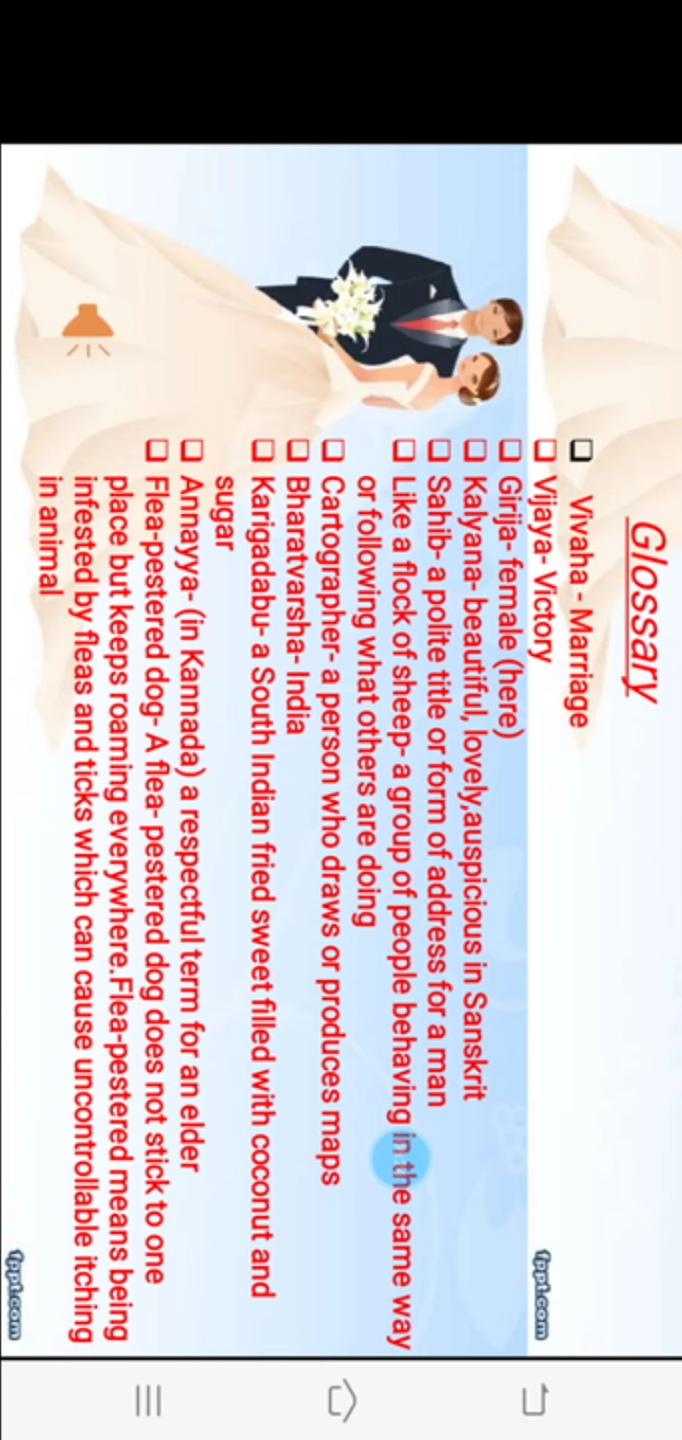 Glossary
Vivaha - Marriage
Vijaya- Victory
Girija- female (here)
Kalyana- beautiful, lovely,auspicious in Sanskrit
Sahib- a polite title or form of address for a man
Like a flock of sheep- a group of people behaving in the same way
or following what others are doing
Cartographer- a person who draws or produces maps
Bharatvarsha- India
Karigadabu- a South Indian fried sweet filled with coconut and
sugar
Annayya- (in Kannada) a respectful term for an elder
Flea-pestered dog- A flea- pestered dog does not stick to one
place but keeps roaming everywhere.Flea-pestered means being
infested by fleas and ticks which can cause uncontrollable itching
in animal
fppt.com
fppt.com